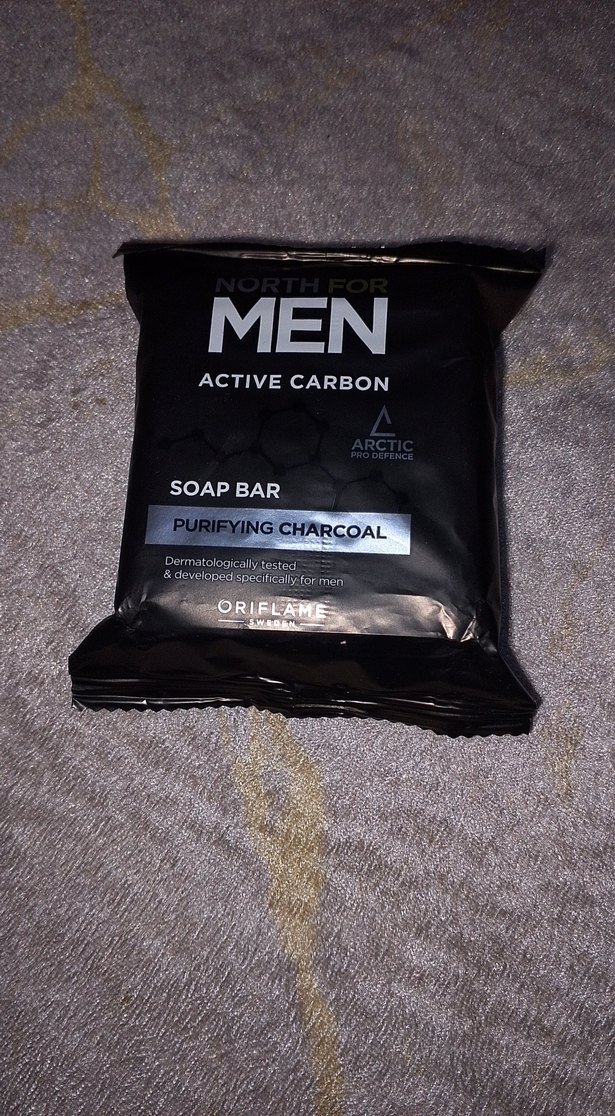 NORTH FOR
MEN
ACTIVE CARBON
ARCTIC
PRO DEFENCE
SOAP BAR
PURIFYING CHARCOAL
Dermatologically tested
& developed specifically for men
ORIFLAME
SWEDEN